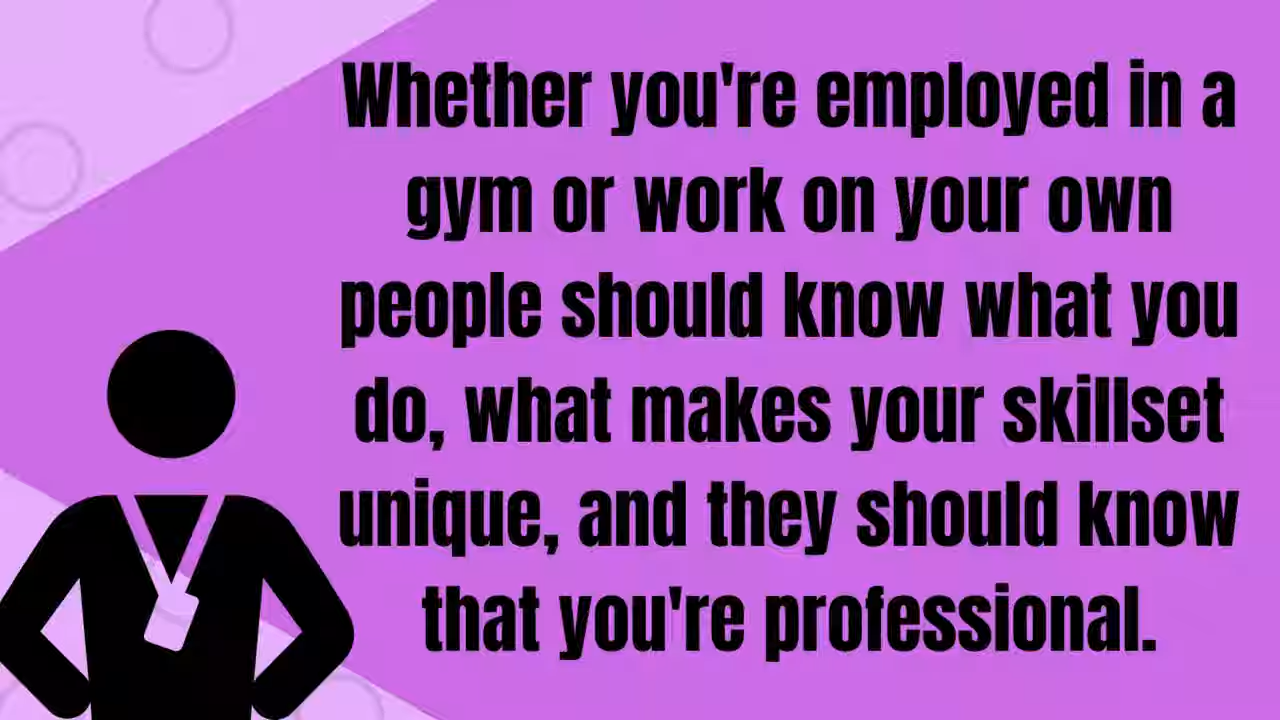 Whether you're employed in a
gym or work on your own
people should know what you
do, what makes your skillset
unique, and they should know
that you're professional.